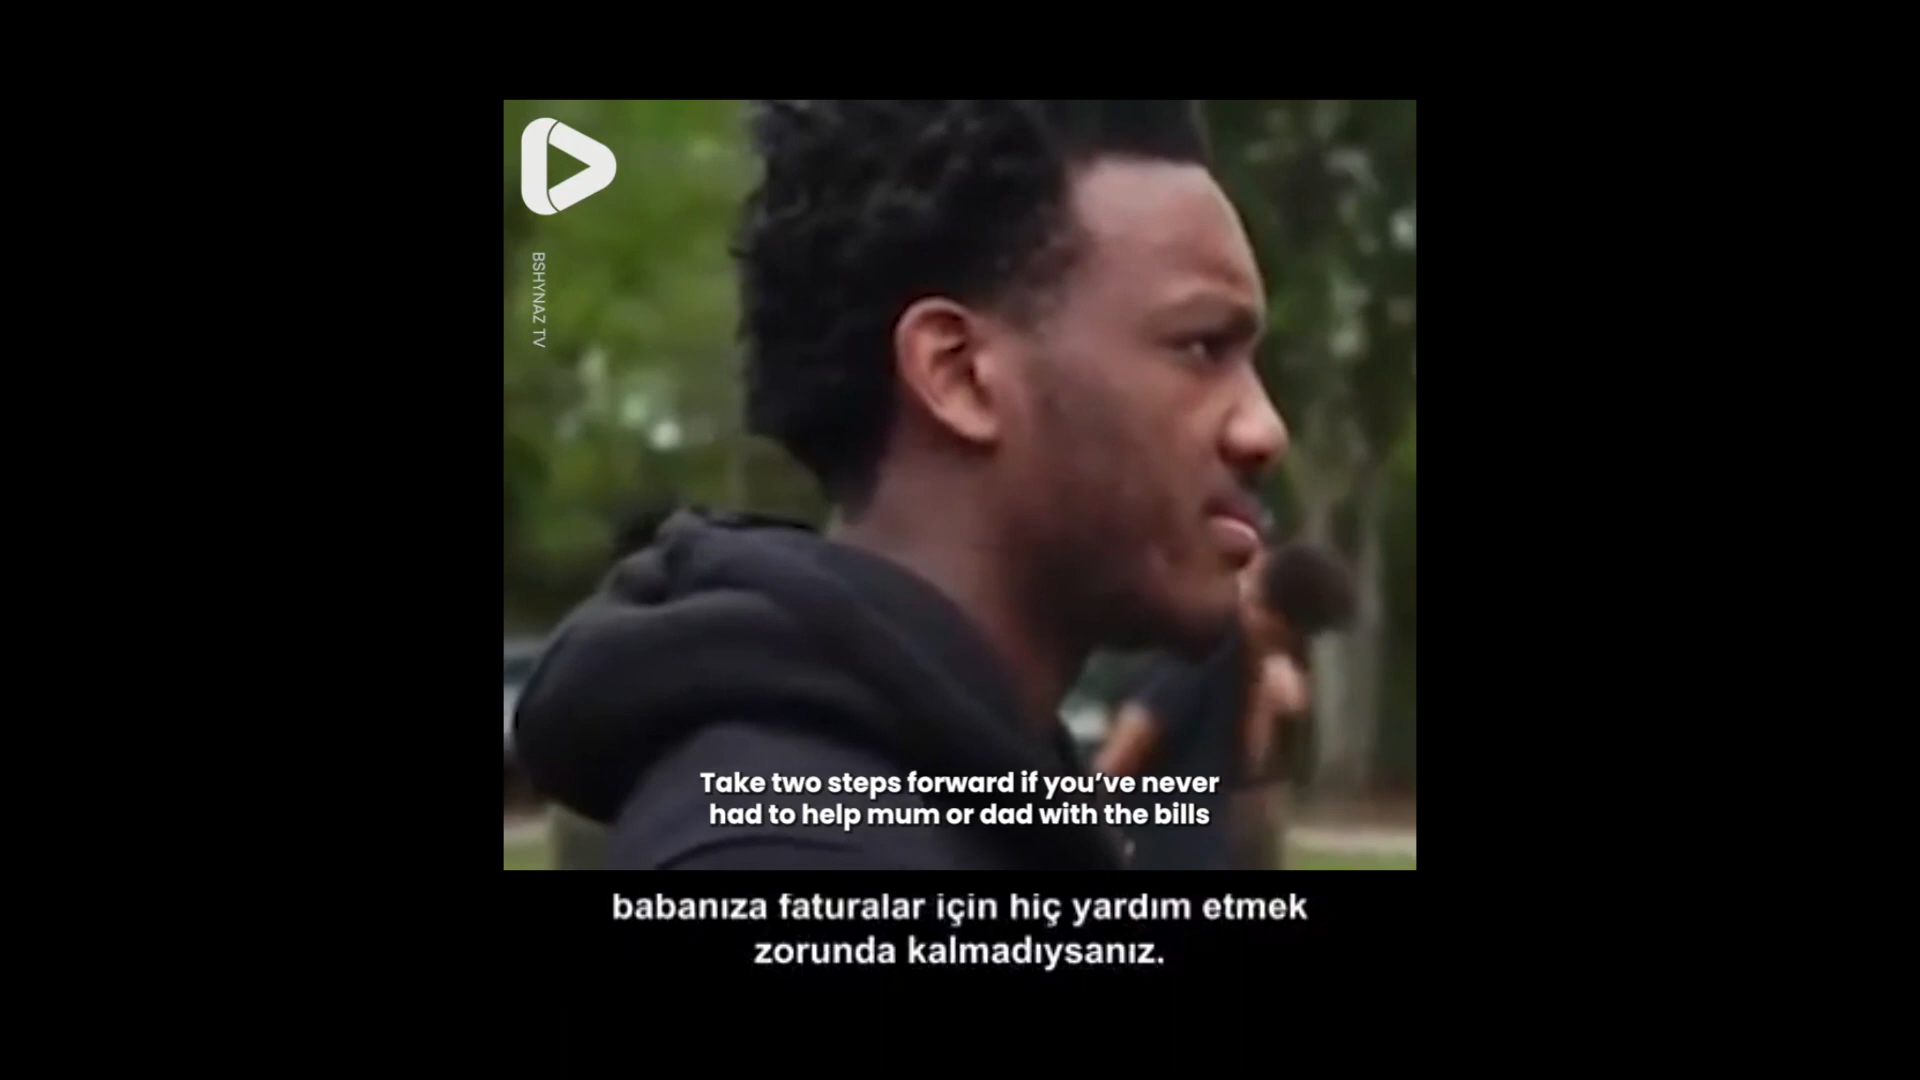 BSHYNAZ TV
Take two steps forward if you've never
had to help mum or dad with the bills
babanıza faturalar için hiç yardım etmek
zorunda kalmadıysanız.